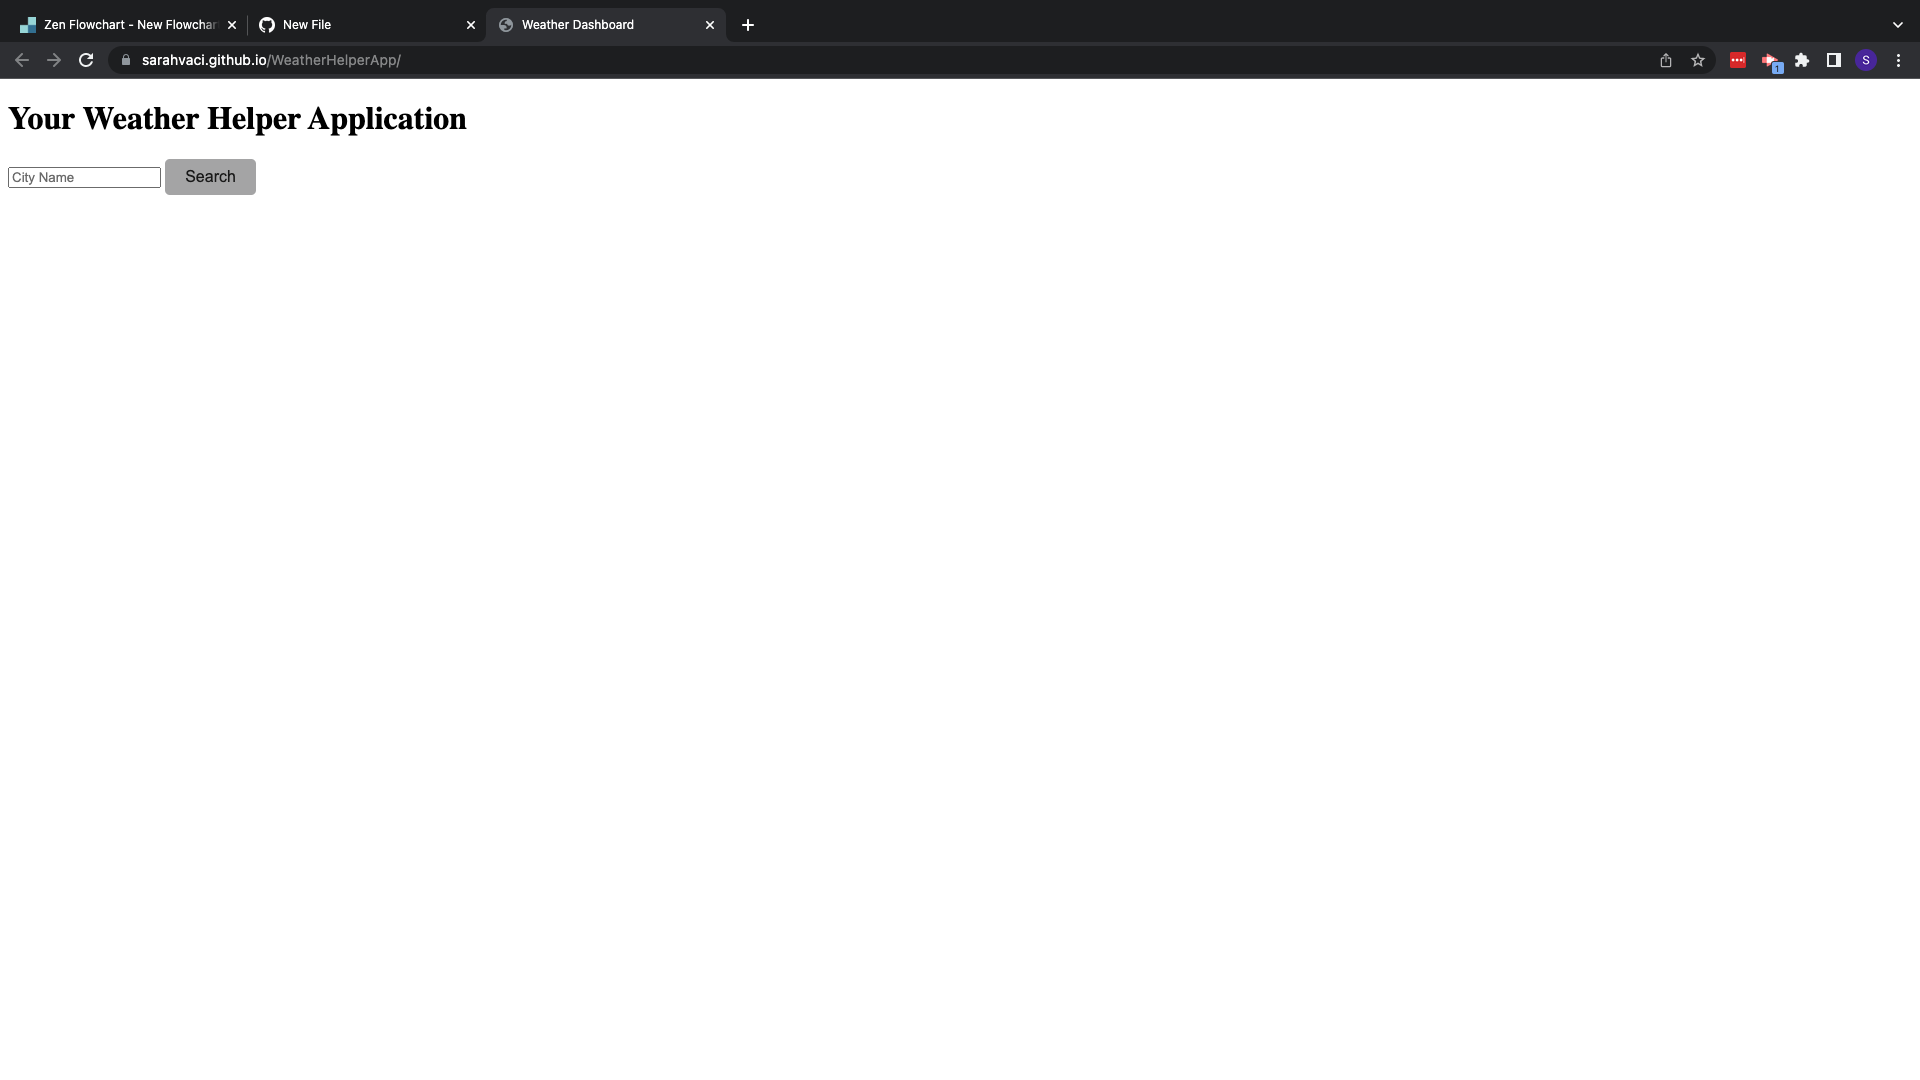 Zen Flowchart - New Flowchar
New File
Weather Dashboard
sarahvaci.github.io/WeatherHelperApp/
1
S
Your Weather Helper Application
City Name
Search